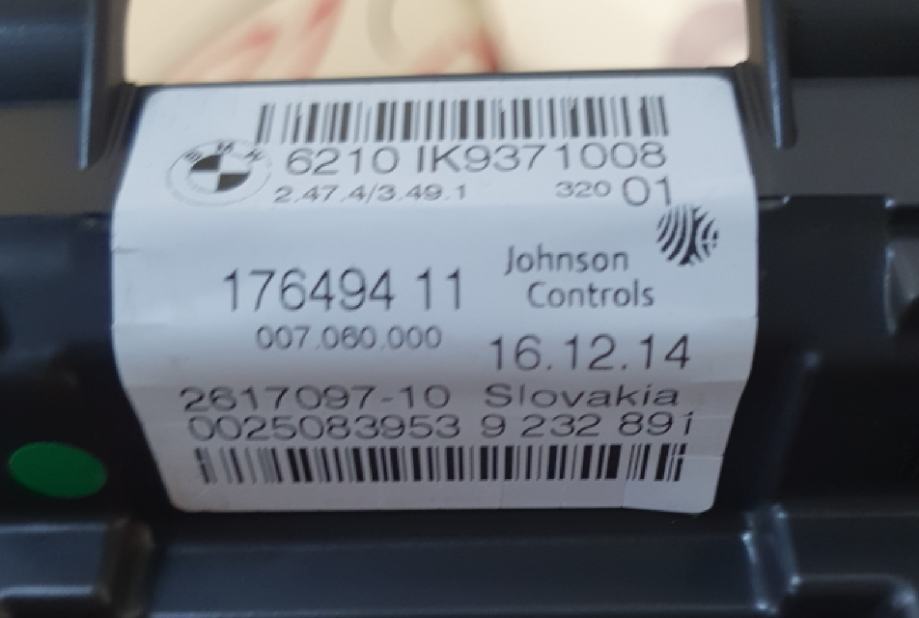 BMW
6210 IK9371008
2.47.4/3.49.1 320 01
176494 11
Johnson
Controls
007.060.000
16.12.14
2617097-10 Slovakia
0025083953 9 232 891